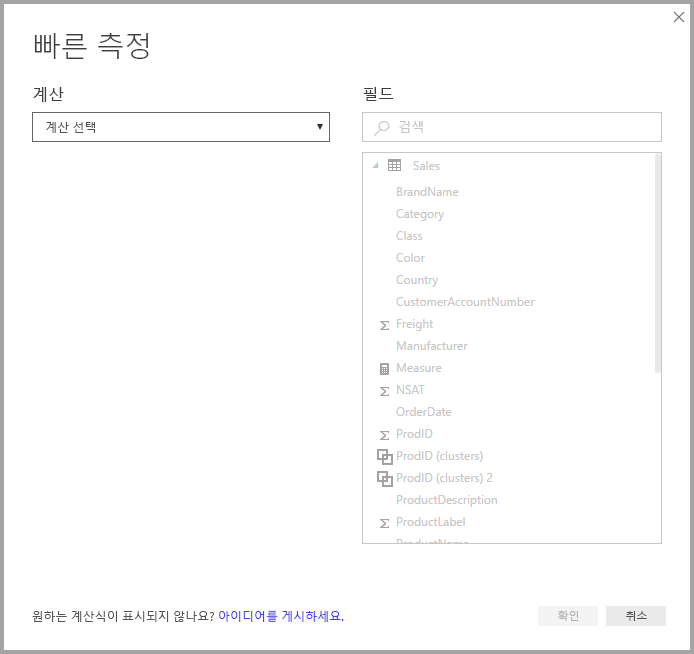 빠른 측정
계산
계산 선택
필드
검색
Sales
BrandName
Category
Class
Color
Country
CustomerAccountNumber
Freight
Manufacturer
Measure
NSAT
OrderDate
ProdID
ProdID (clusters)
ProdID (clusters) 2
ProductDescription
ProductLabel
ProductName
원하는 계산식이 표시되지 않나요? 아이디어를 게시하세요.
확인
취소